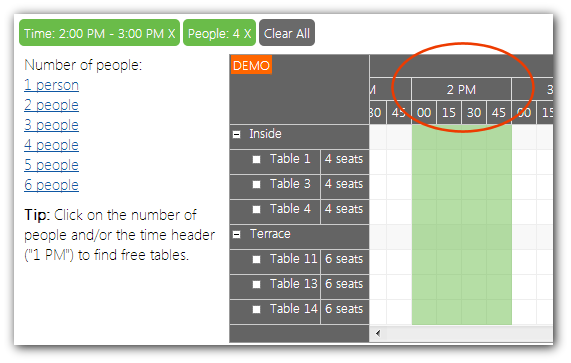 Time: 2:00 PM - 3:00 PM X People: 4 X Clear All
Number of people:
1 person
2 people
3 people
4 people
5 people
6 people
Tip: Click on the number of
people and/or the time header
("1 PM") to find free tables.
DEMO
M 2 PM 3
30 45 00 15 30 45 00 15
Inside
Table 1 4 seats
Table 3 4 seats
Table 4 4 seats
Terrace
Table 11 6 seats
Table 13 6 seats
Table 14 6 seats